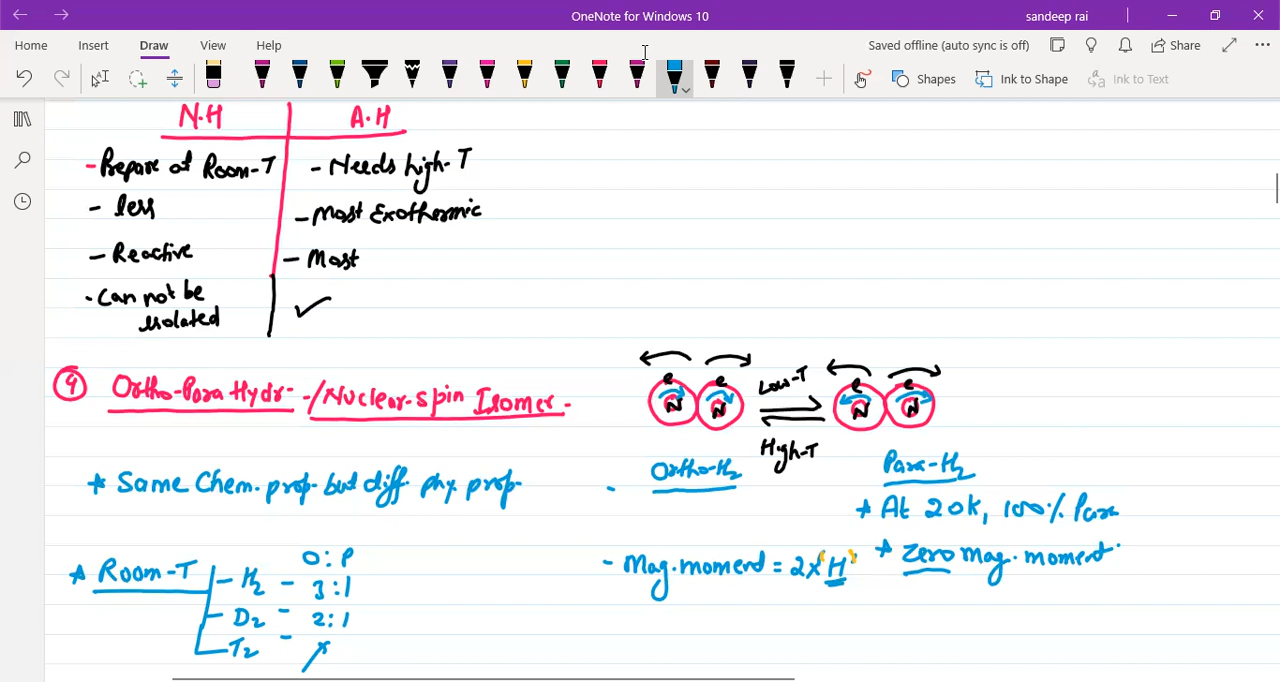 OneNote for Windows 10
sandeep rai
Home Insert Draw View Help
Saved offline (auto sync is off)
Share
Shapes
Ink to Shape
Ink to Text
N.H A.H
- Prepare at Room-T - Needs high-T
- less - Most Exothermic
- Reactive - Most
- Can not be isolated ✓
e e Low-T e e
N N N N
High-T
9 Ortho-Para Hydr- /Nuclear-spin Isomer.
Ortho-H2 Para-H2
* Same Chem. prop. but diff. phy. prop.
* At 20K, 100% Para
- Mag. moment = 2x(H) * Zero mag. moment
O : P
* Room-T - H2 - 3:1
- D2 - 2:1
T2 -